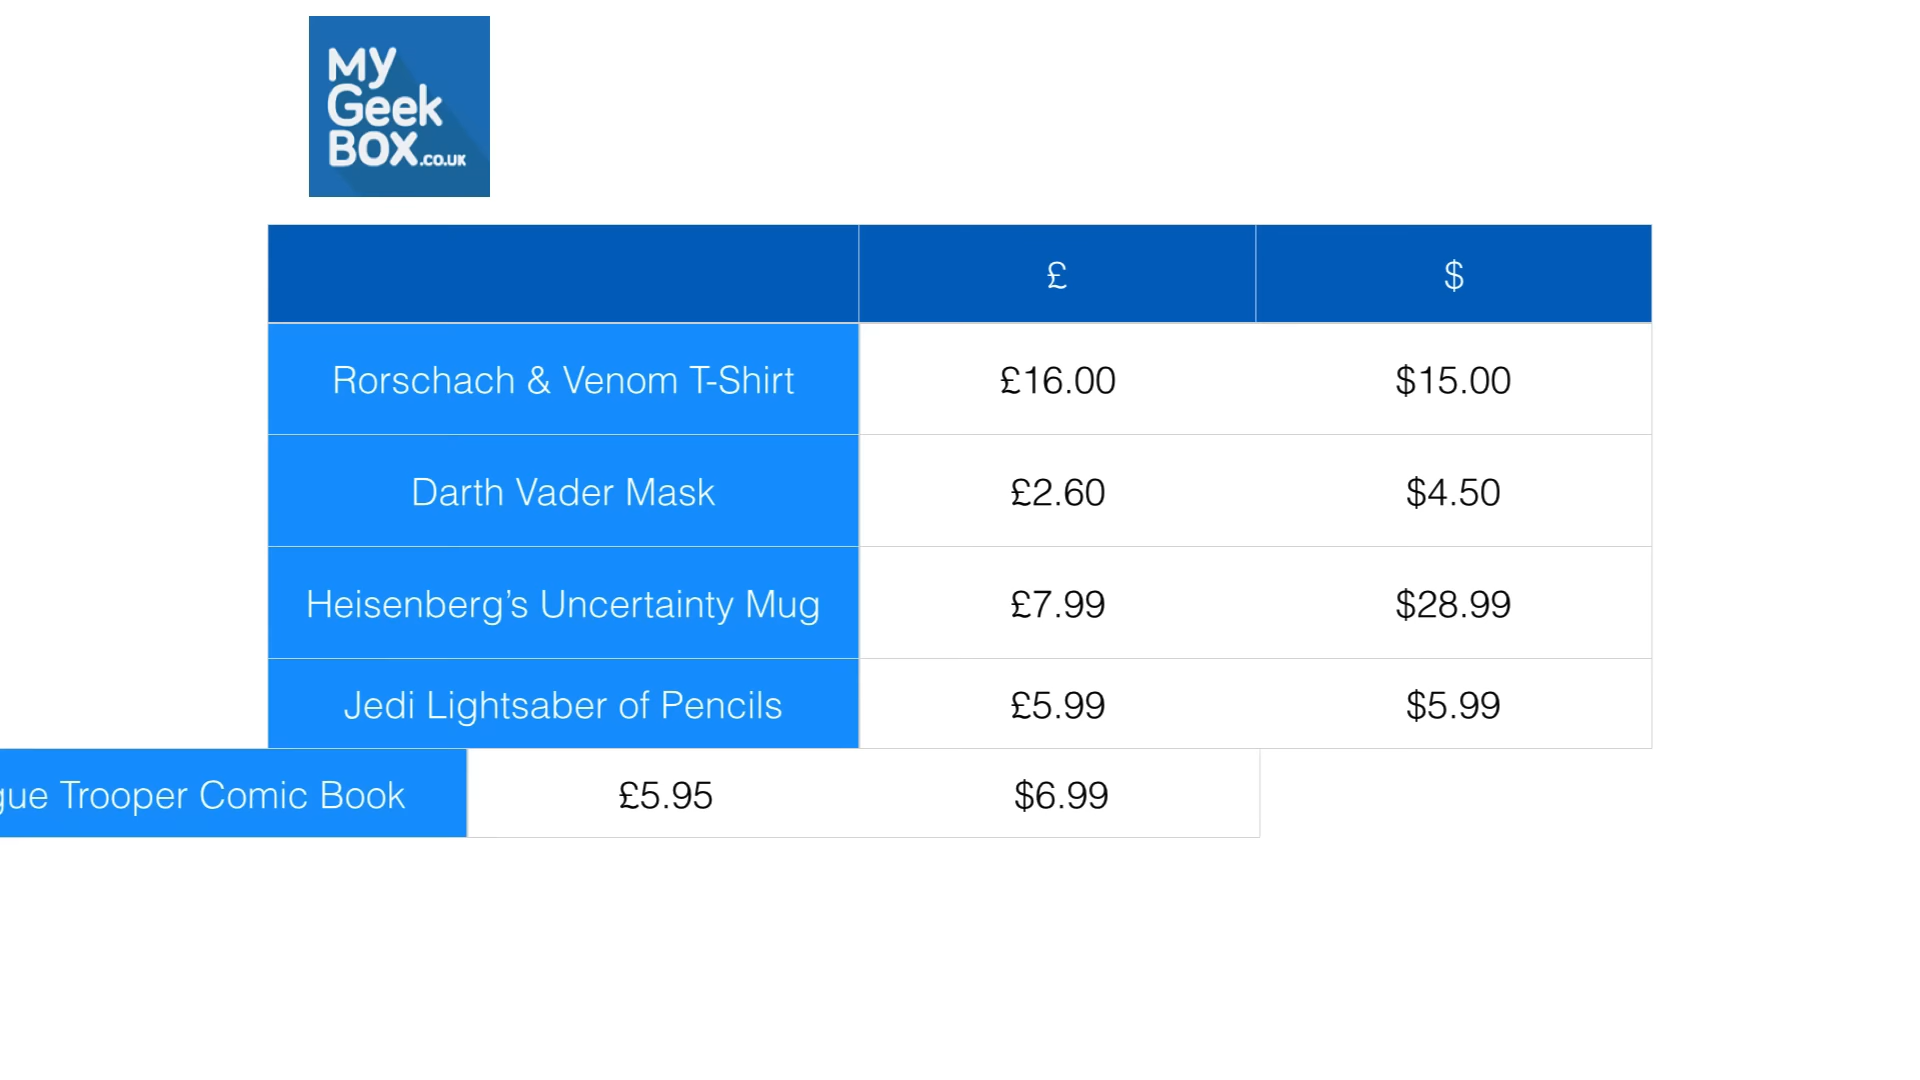 My
Geek
BOX.co.uk
£ $
Rorschach & Venom T-Shirt £16.00 $15.00
Darth Vader Mask £2.60 $4.50
Heisenberg’s Uncertainty Mug £7.99 $28.99
Jedi Lightsaber of Pencils £5.99 $5.99
Trooper Comic Book £5.95 $6.99